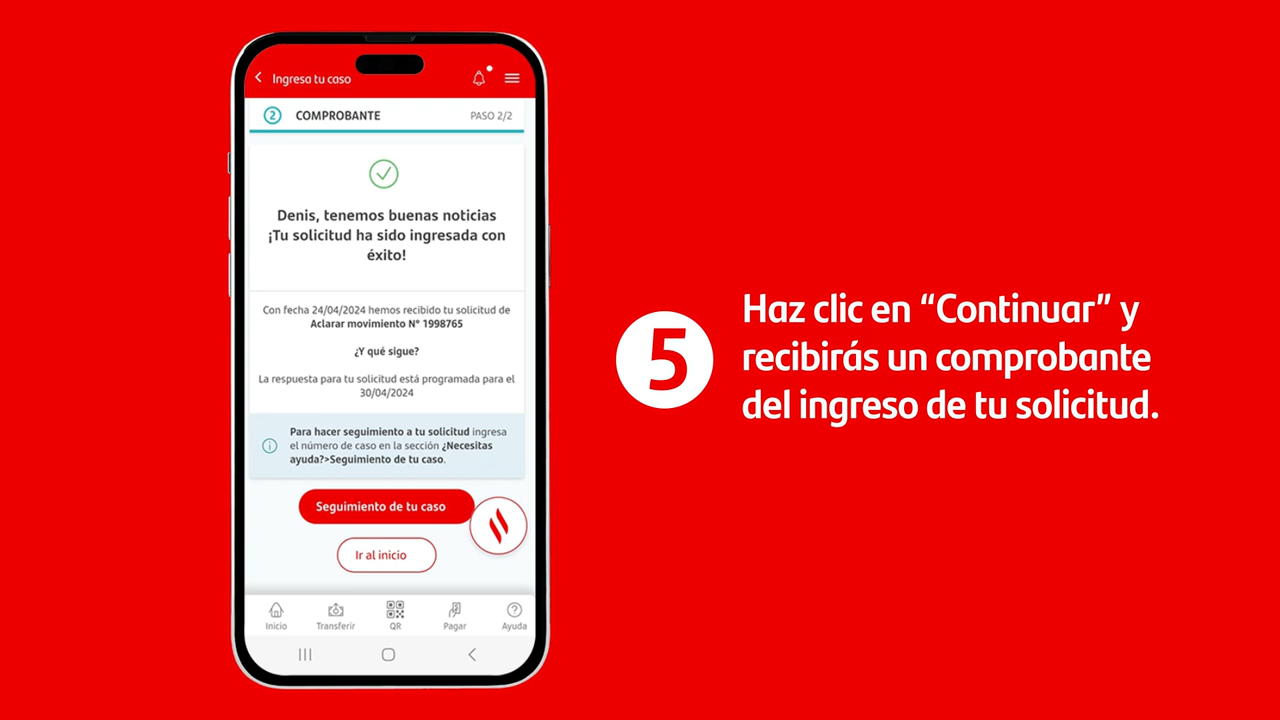 Ingresa tu caso
2 COMPROBANTE PASO 2/2
Denis, tenemos buenas noticias
¡Tu solicitud ha sido ingresada con
éxito!
Con fecha 24/04/2024 hemos recibido tu solicitud de
Aclarar movimiento N° 1998765
¿Y qué sigue?
La respuesta para tu solicitud está programada para el
30/04/2024
Para hacer seguimiento a tu solicitud ingresa
el número de caso en la sección ¿Necesitas
ayuda?>Seguimiento de tu caso.
Seguimiento de tu caso
Ir al inicio
Inicio Transferir QR Pagar Ayuda
5
Haz clic en “Continuar” y
recibirás un comprobante
del ingreso de tu solicitud.